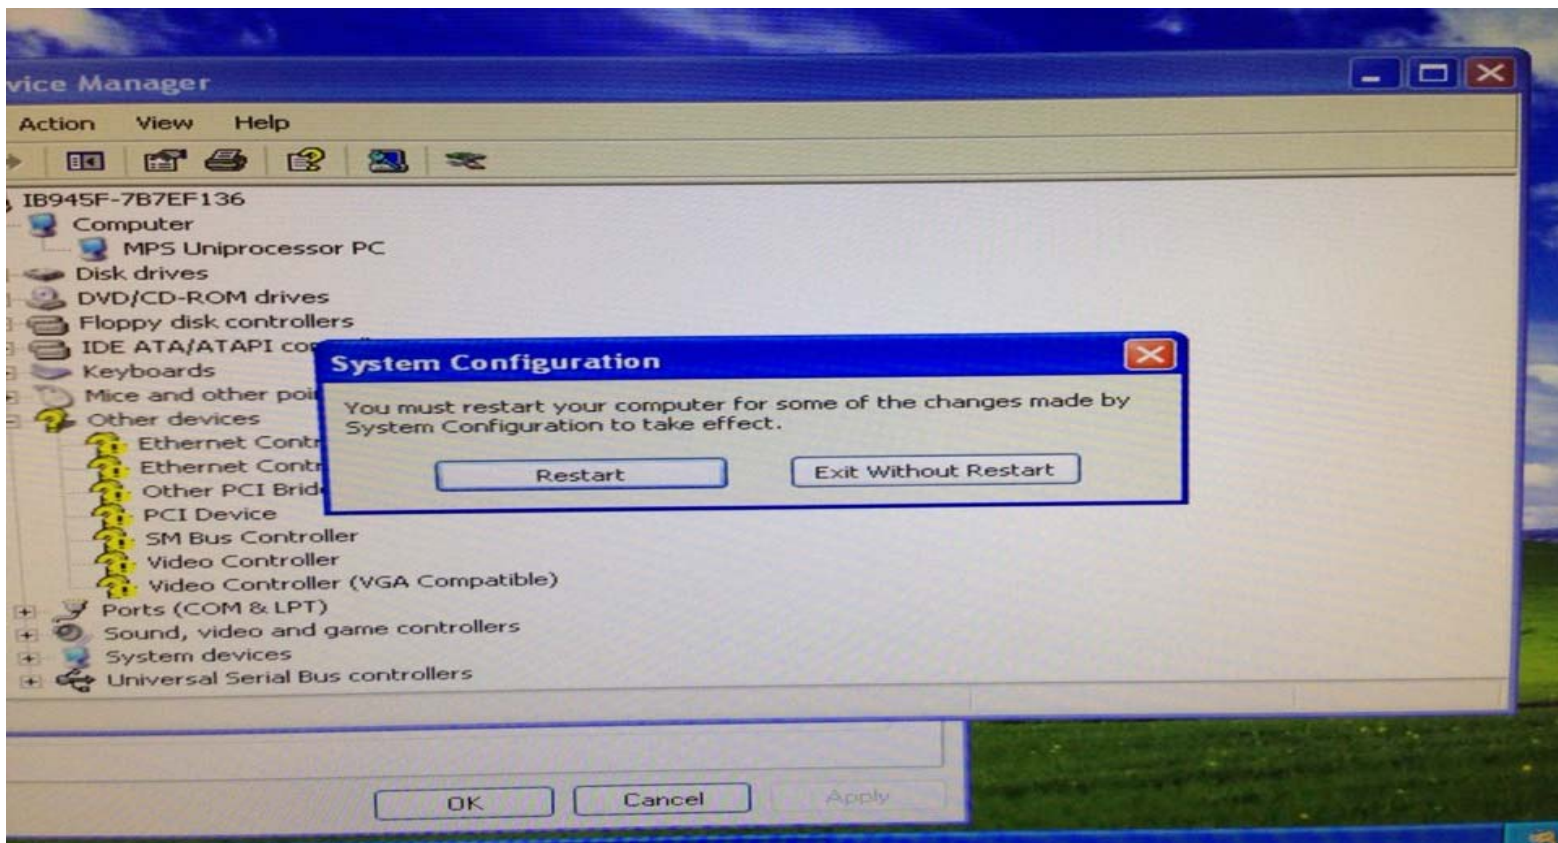 vice Manager
Action View Help
IB945F-7B7EF136
Computer
MPS Uniprocessor PC
Disk drives
DVD/CD-ROM drives
Floppy disk controllers
IDE ATA/ATAPI
Keyboards
Mice and other poi
Other devices
Ethernet Contr
Ethernet Contr
Other PCI Brid
PCI Device
SM Bus Controller
Video Controller
Video Controller (VGA Compatible)
Ports (COM & LPT)
Sound, video and game controllers
System devices
Universal Serial Bus controllers
System Configuration
You must restart your computer for some of the changes made by
System Configuration to take effect.
Restart Exit Without Restart
OK Cancel Apply